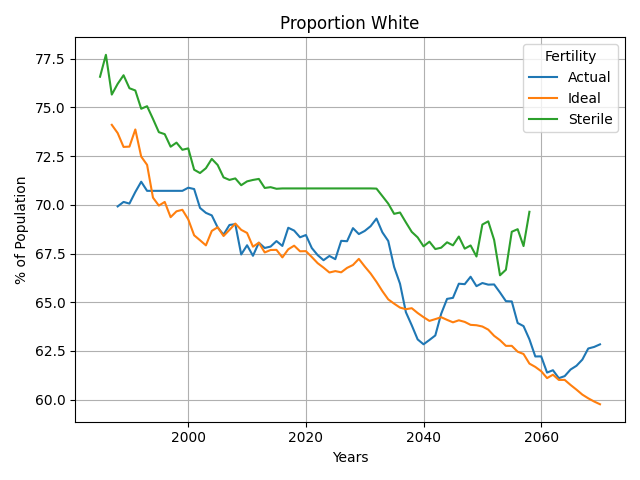 Proportion White
Fertility
Actual
Ideal
Sterile
% of Population
77.5
75.0
72.5
70.0
67.5
65.0
62.5
60.0
2000 2020 2040 2060
Years